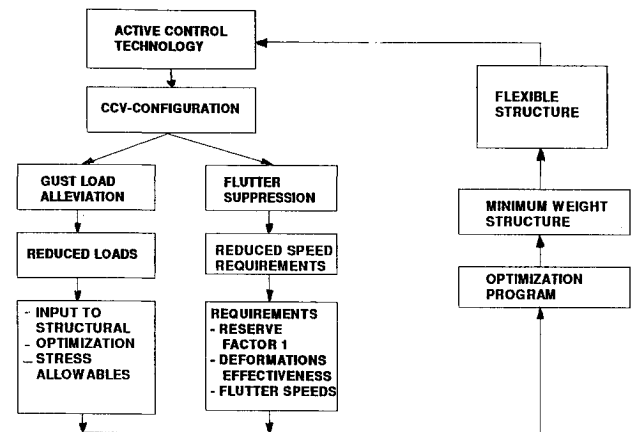 ACTIVE CONTROL
TECHNOLOGY
CCV-CONFIGURATION
GUST LOAD
ALLEVIATION
REDUCED LOADS
- INPUT TO
STRUCTURAL
- OPTIMIZATION
- STRESS
ALLOWABLES
FLUTTER
SUPPRESSION
REDUCED SPEED
REQUIREMENTS
REQUIREMENTS
- RESERVE
FACTOR 1
- DEFORMATIONS
EFFECTIVENESS
- FLUTTER SPEEDS
FLEXIBLE
STRUCTURE
MINIMUM WEIGHT
STRUCTURE
OPTIMIZATION
PROGRAM